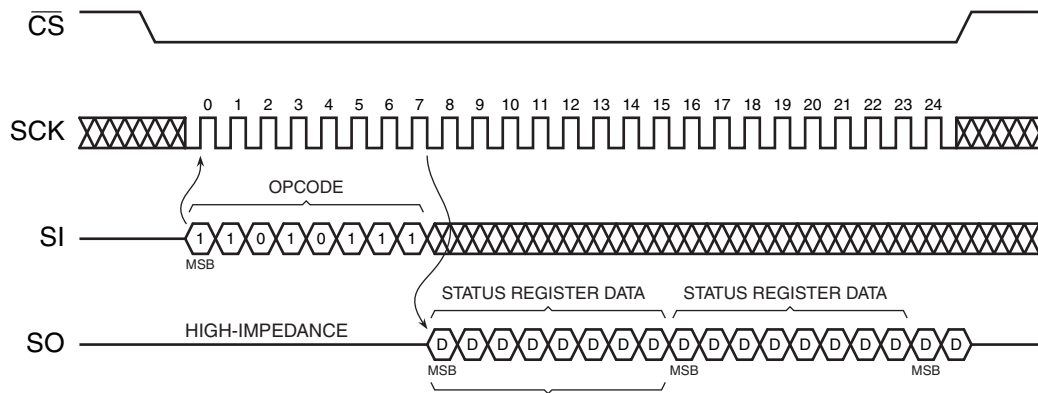 CS
0 1 2 3 4 5 6 7 8 9 10 11 12 13 14 15 16 17 18 19 20 21 22 23 24
SCK
OPCODE
SI 1 1 0 1 0 1 1 1
MSB
STATUS REGISTER DATA STATUS REGISTER DATA
HIGH-IMPEDANCE
SO D D D D D D D D D D D D D D D D D D
MSB MSB MSB